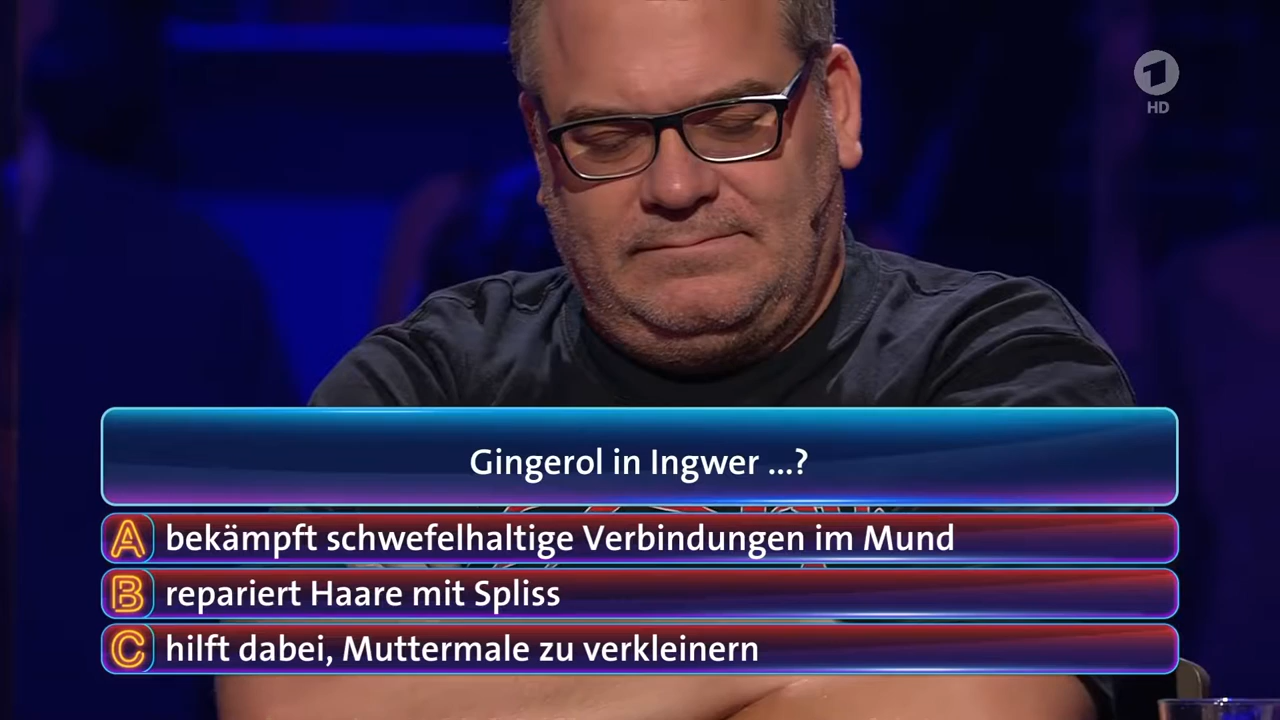 1
HD
Gingerol in Ingwer ...?
A bekämpft schwefelhaltige Verbindungen im Mund
B repariert Haare mit Spliss
C hilft dabei, Muttermale zu verkleinern